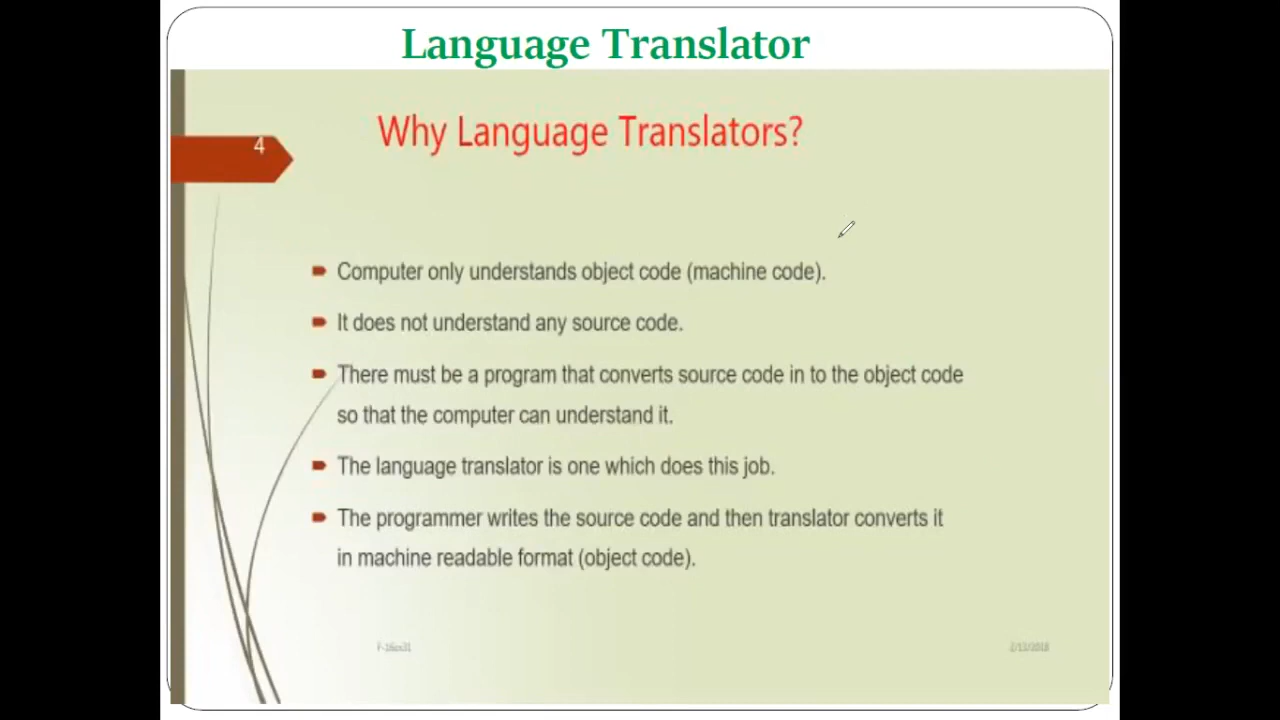 Language Translator
4
Why Language Translators?
Computer only understands object code (machine code).
It does not understand any source code.
There must be a program that converts source code in to the object code
so that the computer can understand it.
The language translator is one which does this job.
The programmer writes the source code and then translator converts it
in machine readable format (object code).
2/13/2018